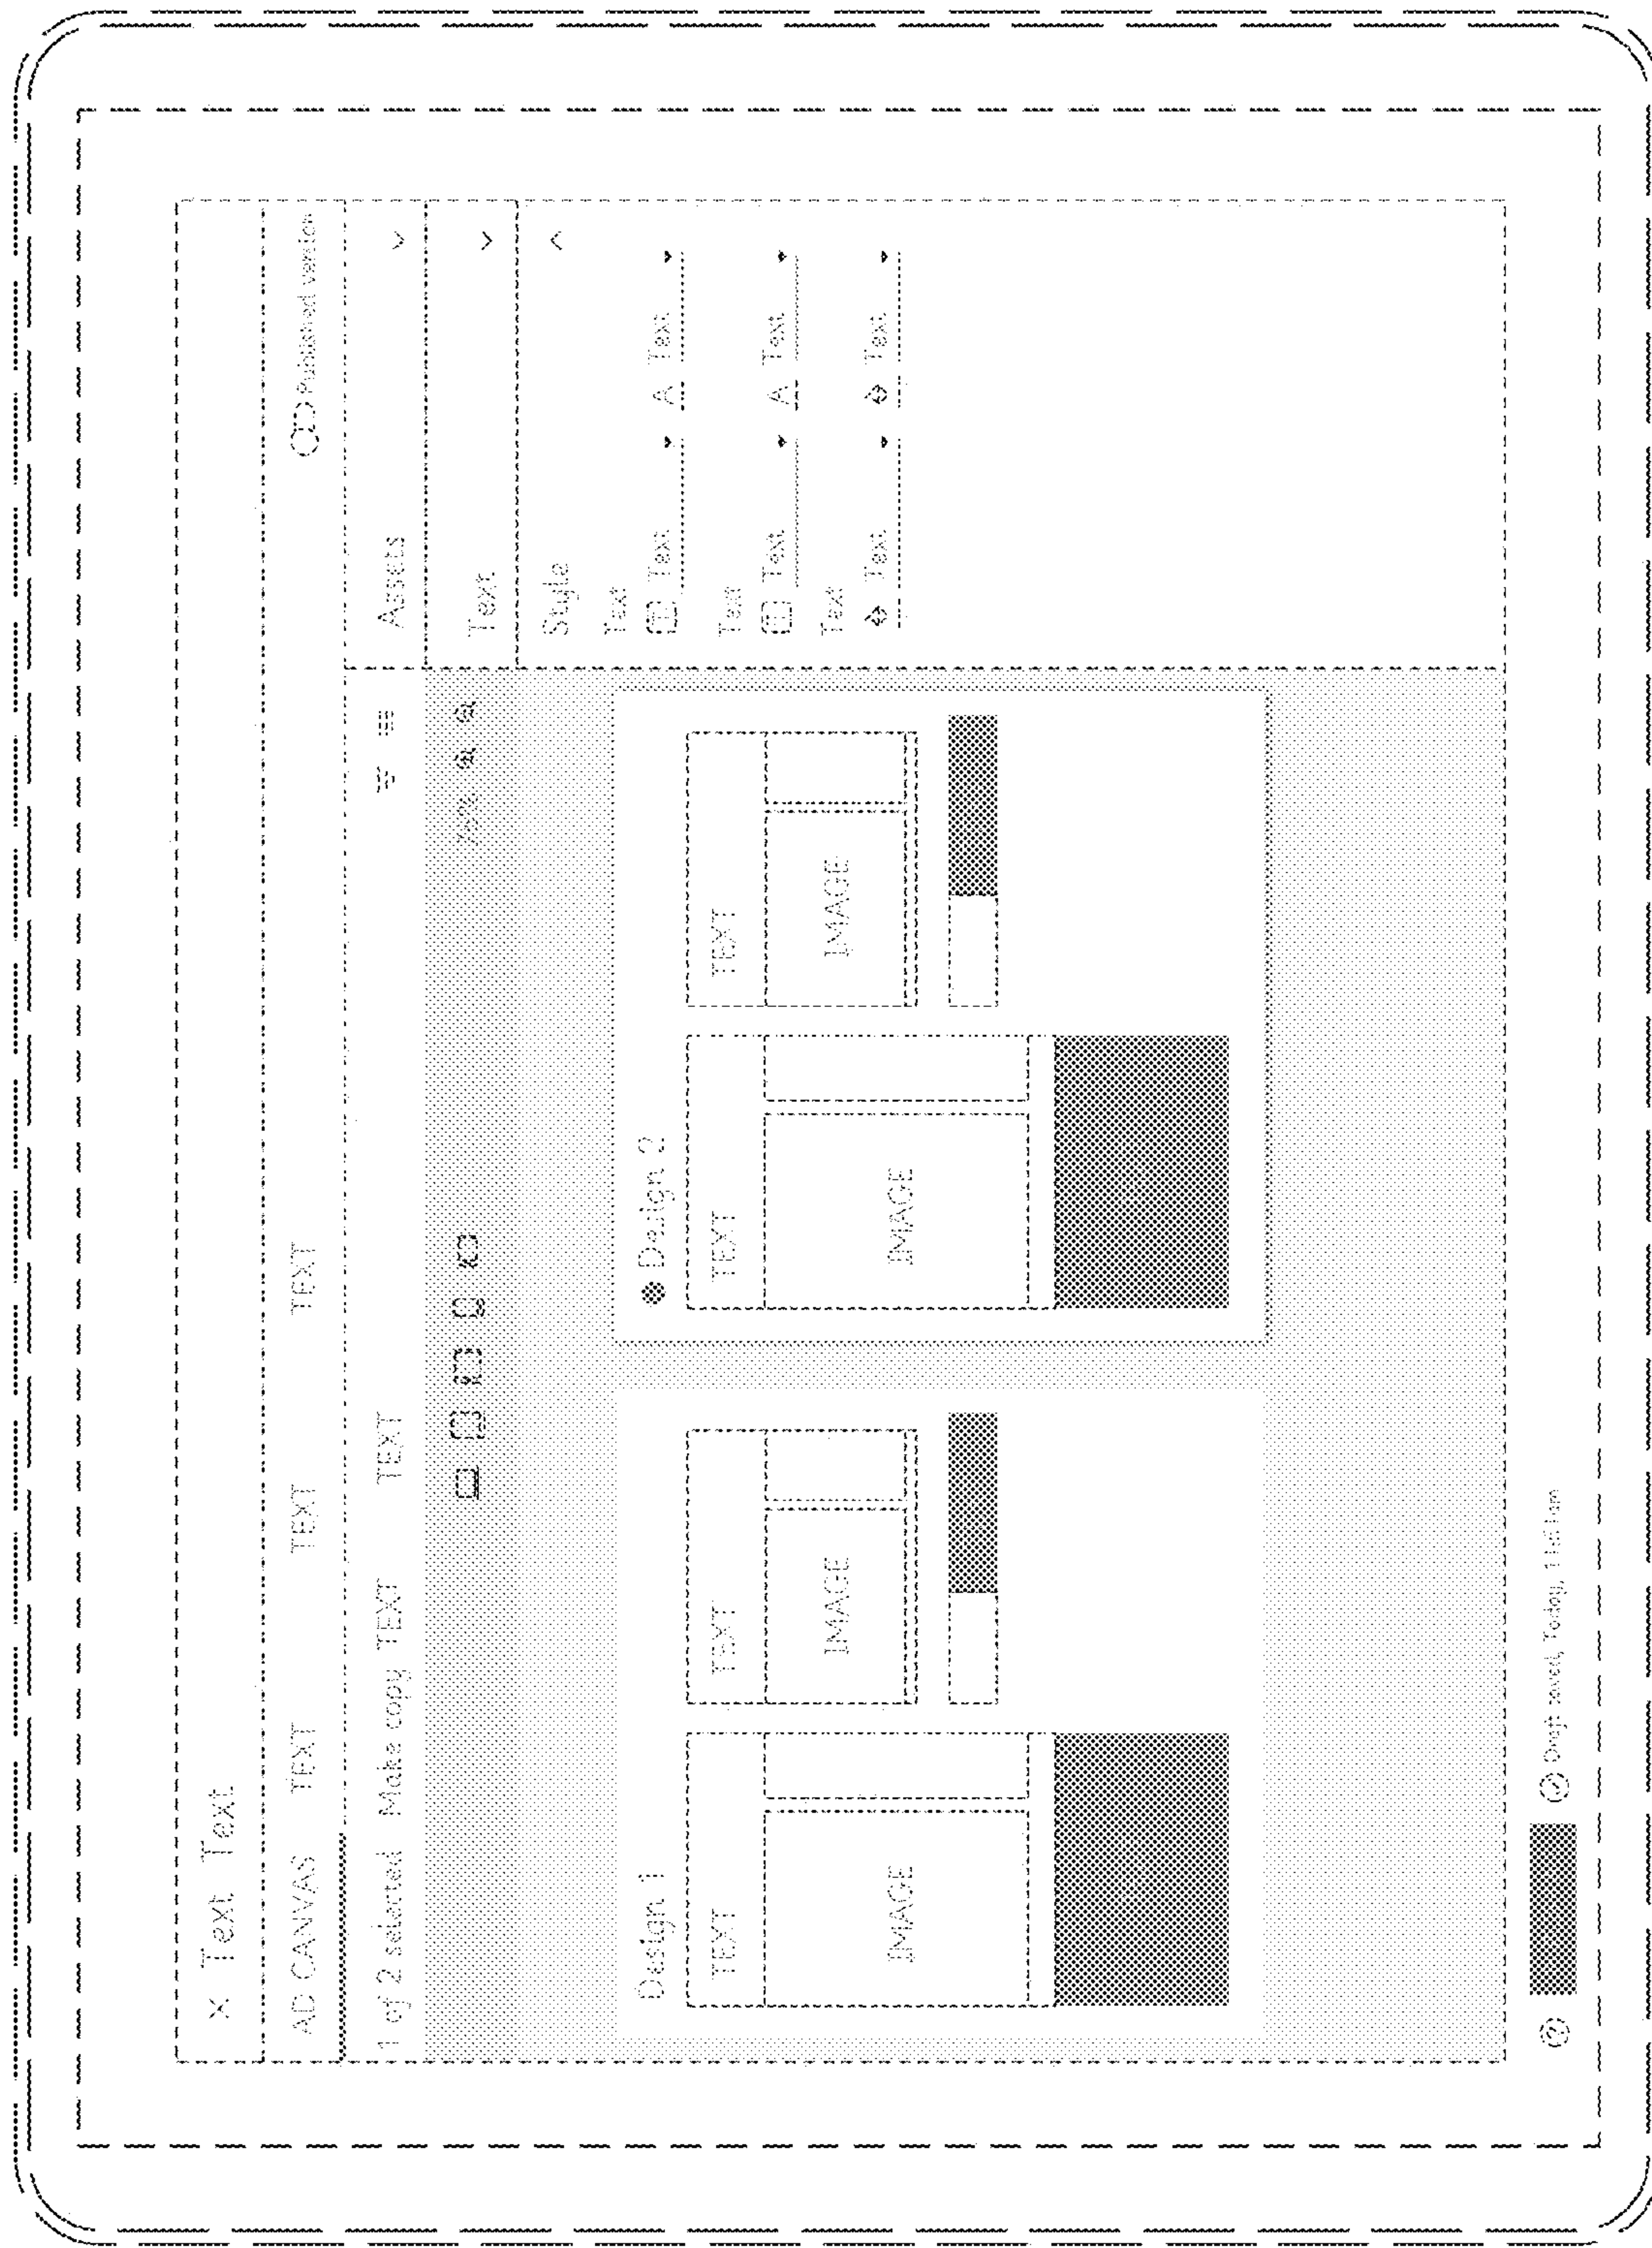 X Text Text
AD CANVAS TEXT TEXT TEXT Published version
1 of 2 selected Make copy TEXT TEXT
Assets
Text
Style
Text
Text A Text
Text
Text A Text
Text
Text Text
Design 1
TEXT TEXT
IMAGE IMAGE
Design 2
TEXT TEXT
IMAGE IMAGE
Draft saved, Today,